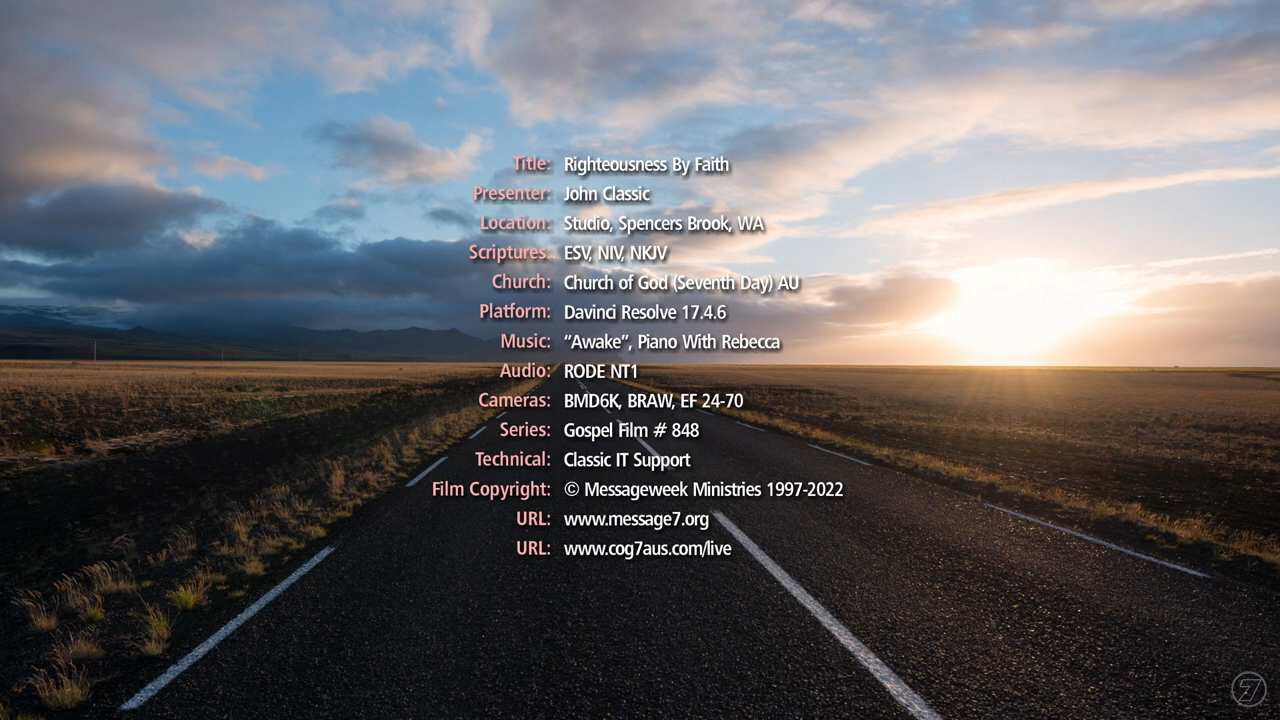 Title: Righteousness By Faith
Presenter: John Classic
Location: Studio, Spencers Brook, WA
Scriptures: ESV, NIV, NKJV
Church: Church of God (Seventh Day) AU
Platform: Davinci Resolve 17.4.6
Music: “Awake”, Piano With Rebecca
Audio: RODE NT1
Cameras: BMD6K, BRAW, EF 24-70
Series: Gospel Film # 848
Technical: Classic IT Support
Film Copyright: © Messageweek Ministries 1997-2022
URL: www.message7.org
URL: www.cog7aus.com/live